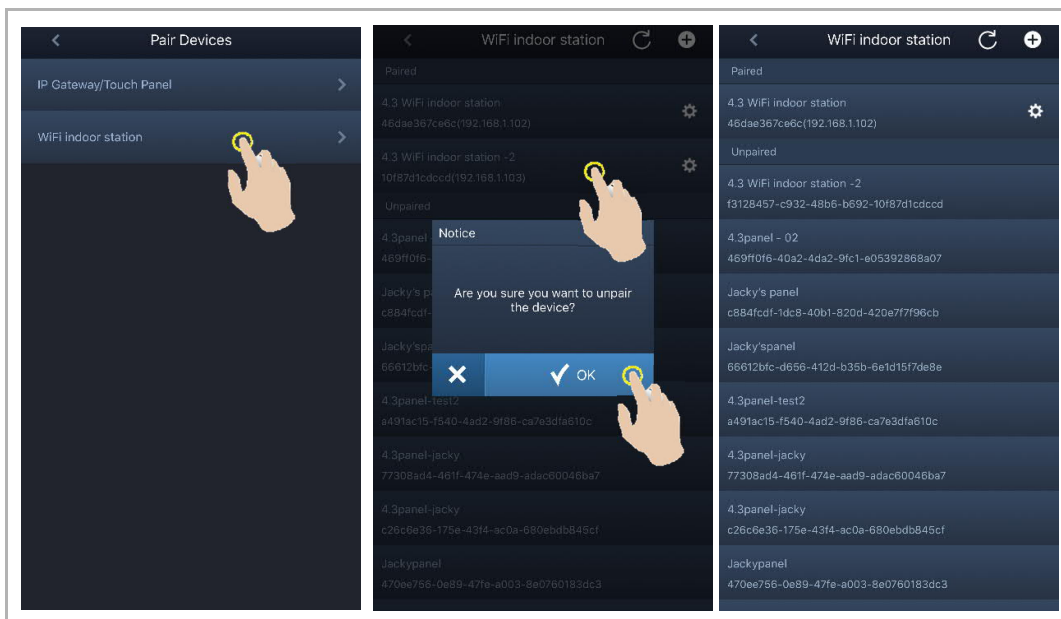 Pair Devices
IP Gateway/Touch Panel
WiFi indoor station
WiFi indoor station
Paired
4.3 WiFi indoor station
46dae367ce6c(192.168.1.102)
4.3 WiFi indoor station -2
10f87d1cdccd(192.168.1.103)
Unpaired
4.3panel
469ff0f6-
Jacky's
c884fcdf-
Notice
Are you sure you want to unpair
the device?
OK
Jacky'spa
66612bfc-
4.3panel-test2
a491ac15-f540-4ad2-9f86-ca7e3dfa610c
4.3panel-jacky
77308ad4-461f-474e-aad9-adac60046ba7
4.3panel-jacky
c26c6e36-175e-43f4-ac0a-680ebdb845cf
Jackypanel
470ee756-0e89-47fe-a003-8e0760183dc3
WiFi indoor station
Paired
4.3 WiFi indoor station
46dae367ce6c(192.168.1.102)
Unpaired
4.3 WiFi indoor station -2
f3128457-c932-48b6-b692-10f87d1cdccd
4.3panel - 02
469ff0f6-40a2-4da2-9fc1-e05392868a07
Jacky's panel
c884fcdf-1dc8-40b1-820d-420e7f7f96cb
Jacky'spanel
66612bfc-d656-412d-b35b-6e1d15f7de8e
4.3panel-test2
a491ac15-f540-4ad2-9f86-ca7e3dfa610c
4.3panel-jacky
77308ad4-461f-474e-aad9-adac60046ba7
4.3panel-jacky
c26c6e36-175e-43f4-ac0a-680ebdb845cf
Jackypanel
470ee756-0e89-47fe-a003-8e0760183dc3